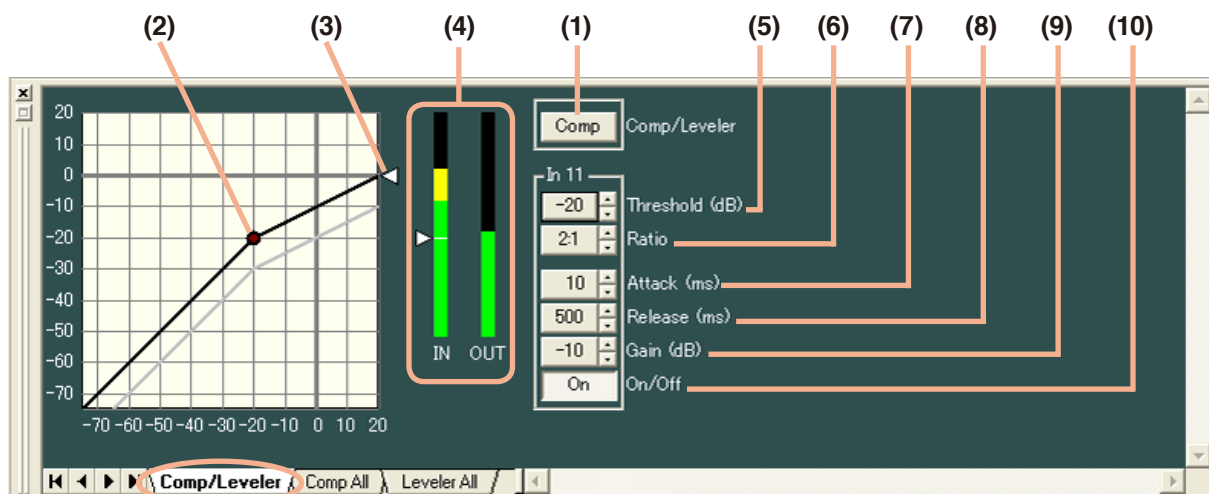 (2) (3) (4) (1) (5) (6) (7) (8) (9) (10)
20
10
0
-10
-20
-30
-40
-50
-60
-70
-70 -60 -50 -40 -30 -20 -10 0 10 20
IN OUT
Comp Comp/Leveler
In 11
-20 Threshold (dB)
2:1 Ratio
10 Attack (ms)
500 Release (ms)
-10 Gain (dB)
On On/Off
Comp/Leveler Comp All Leveler All